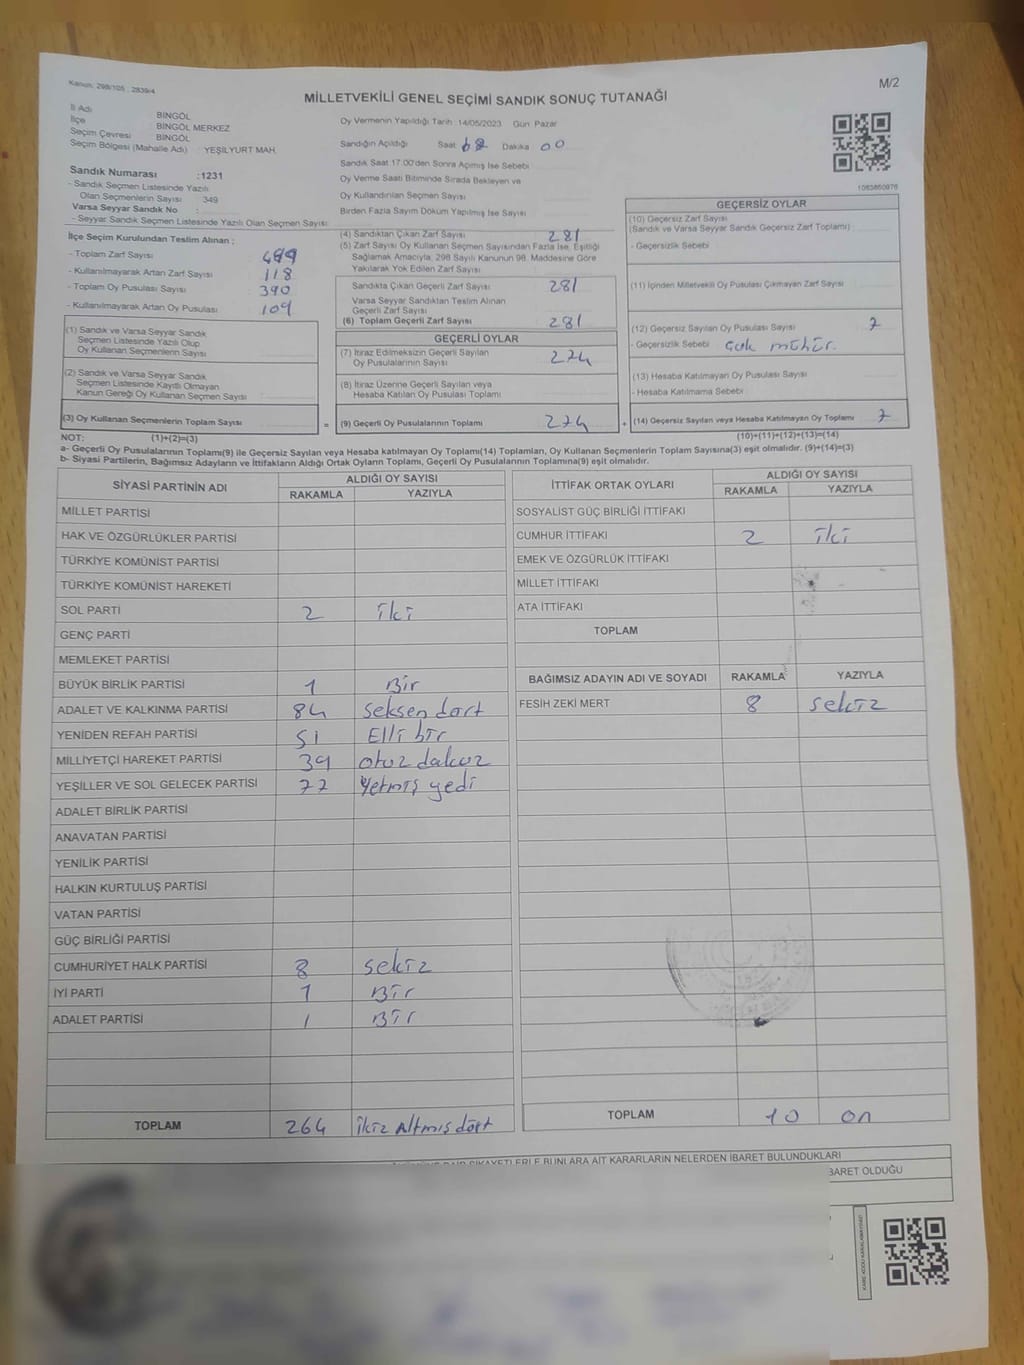 Kanun: 298/105 : 2839/4
M/2
MİLLETVEKİLİ GENEL SEÇİMİ SANDIK SONUÇ TUTANAĞI
İl Adı BİNGÖL
İlçe BİNGÖL MERKEZ
Seçim Çevresi BİNGÖL
Seçim Bölgesi (Mahalle Adı) : YEŞİLYURT MAH.
Sandık Numarası :1231
- Sandık Seçmen Listesinde Yazılı
Olan Seçmenlerin Sayısı 349
Varsa Seyyar Sandık No :
- Seyyar Sandık Seçmen Listesinde Yazılı Olan Seçmen Sayısı:
İlçe Seçim Kurulundan Teslim Alınan ;
- Toplam Zarf Sayısı
- Kullanılmayarak Artan Zarf Sayısı 118
- Toplam Oy Pusulası Sayısı 390
- Kullanılmayarak Artan Oy Pusulası 109
(1) Sandık ve Varsa Seyyar Sandık
Seçmen Listesinde Yazılı Olup
Oy Kullanan Seçmenlerin Sayısı
(2) Sandık ve Varsa Seyyar Sandık
Seçmen Listesinde Kayıtlı Olmayan
Kanun Gereği Oy Kullanan Seçmen Sayısı :
(3) Oy Kullanan Seçmenlerin Toplam Sayısı =
Oy Vermenin Yapıldığı Tarih :14/05/2023 Gün Pazar
Sandığın Açıldığı Saat Dakika 00
Sandık Saat 17:00'den Sonra Açılmış İse Sebebi
Oy Verme Saati Bitiminde Sırada Bekleyen ve
Oy Kullandırılan Seçmen Sayısı
Birden Fazla Sayım Döküm Yapılmış İse Sayısı
(4) Sandıktan Çıkan Zarf Sayısı 281
(5) Zarf Sayısı Oy Kullanan Seçmen Sayısından Fazla İse, Eşitliği
Sağlamak Amacıyla, 298 Sayılı Kanunun 98. Maddesine Göre
Yakılarak Yok Edilen Zarf Sayısı
Sandıkta Çıkan Geçerli Zarf Sayısı 281
Varsa Seyyar Sandıktan Teslim Alınan
Geçerli Zarf Sayısı
(6) Toplam Geçerli Zarf Sayısı 281
GEÇERLİ OYLAR
(7) İtiraz Edilmeksizin Geçerli Sayılan
Oy Pusulalarının Sayısı 274
(8) İtiraz Üzerine Geçerli Sayılan veya
Hesaba Katılan Oy Pusulası Toplamı
(9) Geçerli Oy Pusulalarının Toplamı 274 +
1083860976
GEÇERSİZ OYLAR
(10) Geçersiz Zarf Sayısı
(Sandık ve Varsa Seyyar Sandık Geçersiz Zarf Toplamı)
- Geçersizlik Sebebi
(11) İçinden Milletvekili Oy Pusulası Çıkmayan Zarf Sayısı
(12) Geçersiz Sayılan Oy Pusulası Sayısı 7
- Geçersizlik Sebebi Çok mühür.
(13) Hesaba Katılmayan Oy Pusulası Sayısı
- Hesaba Katılmama Sebebi
(14) Geçersiz Sayılan veya Hesaba Katılmayan Oy Toplamı 7
NOT: (1)+(2)=(3) (10)+(11)+(12)+(13)=(14)
a- Geçerli Oy Pusulalarının Toplamı(9) ile Geçersiz Sayılan veya Hesaba Katılmayan Oy Toplamı(14) Toplamları, Oy Kullanan Seçmenlerin Toplam Sayısına(3) eşit olmalıdır. (9)+(14)=(3)
b- Siyasi Partilerin, Bağımsız Adayların ve İttifakların Aldığı Ortak Oyların Toplamı, Geçerli Oy Pusulalarının Toplamına(9) eşit olmalıdır.
SİYASİ PARTİNİN ADI ALDIĞI OY SAYISI
RAKAMLA YAZIYLA
MİLLET PARTİSİ
HAK VE ÖZGÜRLÜKLER PARTİSİ
TÜRKİYE KOMÜNİST PARTİSİ
TÜRKİYE KOMÜNİST HAREKETİ
SOL PARTİ 2 iki
GENÇ PARTİ
MEMLEKET PARTİSİ
BÜYÜK BİRLİK PARTİSİ 1 Bir
ADALET VE KALKINMA PARTİSİ 84 seksen dört
YENİDEN REFAH PARTİSİ 51 Elli bir
MİLLİYETÇİ HAREKET PARTİSİ 39 otuz dokuz
YEŞİLLER VE SOL GELECEK PARTİSİ 77 Yetmiş yedi
ADALET BİRLİK PARTİSİ
ANAVATAN PARTİSİ
YENİLİK PARTİSİ
HALKIN KURTULUŞ PARTİSİ
VATAN PARTİSİ
GÜÇ BİRLİĞİ PARTİSİ
CUMHURİYET HALK PARTİSİ 8 sekiz
İYİ PARTİ 1 Bir
ADALET PARTİSİ 1 Bir
TOPLAM 264 ikiz Altmış dört
İTTİFAK ORTAK OYLARI ALDIĞI OY SAYISI
RAKAMLA YAZIYLA
SOSYALİST GÜÇ BİRLİĞİ İTTİFAKI
CUMHUR İTTİFAKI 2 iki
EMEK VE ÖZGÜRLÜK İTTİFAKI
MİLLET İTTİFAKI
ATA İTTİFAKI
TOPLAM
BAĞIMSIZ ADAYIN ADI VE SOYADI RAKAMLA YAZIYLA
FESİH ZEKİ MERT 8 sekiz
TOPLAM 10 on
ŞİKAYETLERLE BUNLARA AİT KARARLARIN NELERDEN İBARET BULUNDUKLARI
İBARET OLDUĞU